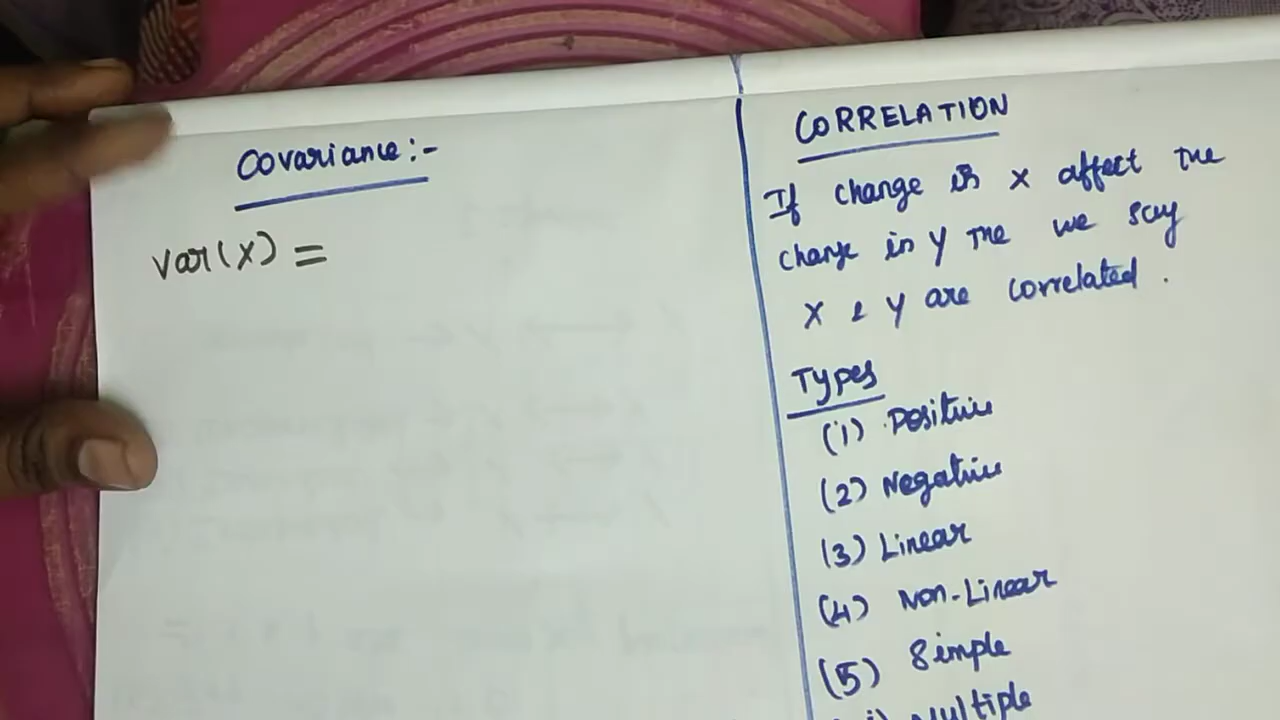 Covariance:-
Var(X) =
CORRELATION
If change in x affect the
change in y the we say
x & y are correlated.
Types
(1) Positive
(2) Negative
(3) Linear
(4) Non-Linear
(5) Simple
Multiple